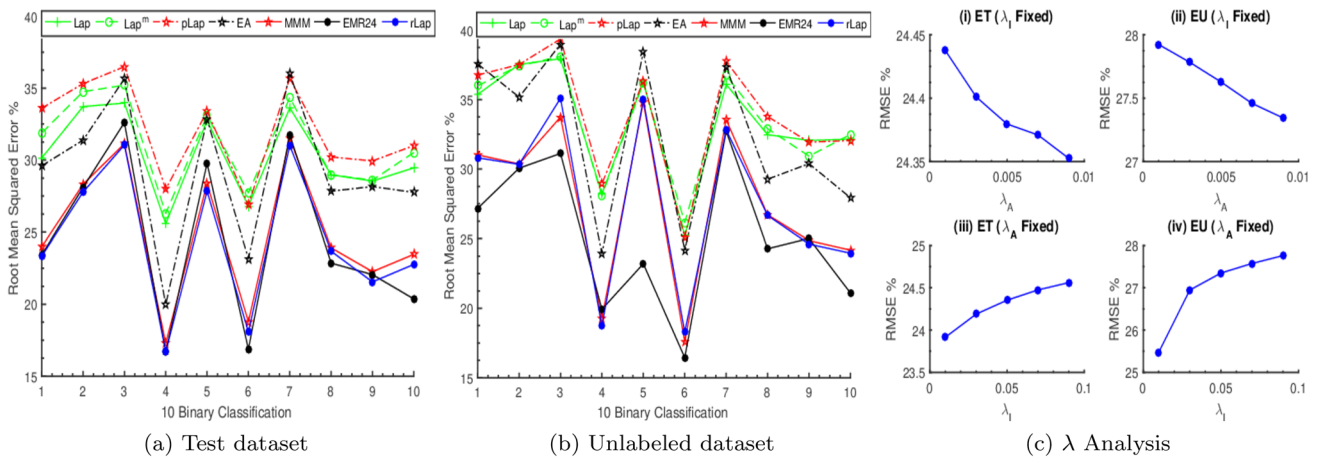 Lap Lap^m pLap EA MMM EMR24 rLap
Root Mean Squared Error %
40
35
30
25
20
15
1 2 3 4 5 6 7 8 9 10
10 Binary Classification
(a) Test dataset
Lap Lap^m pLap EA MMM EMR24 rLap
Root Mean Squared Error %
40
35
30
25
20
15
1 2 3 4 5 6 7 8 9 10
10 Binary Classification
(b) Unlabeled dataset
(i) ET (λ_I Fixed)
RMSE %
24.45
24.4
24.35
0 0.005 0.01
λ_A
(ii) EU (λ_I Fixed)
RMSE %
28
27.5
27
0 0.005 0.01
λ_A
(iii) ET (λ_A Fixed)
RMSE %
25
24.5
24
23.5
0 0.05 0.1
λ_I
(iv) EU (λ_A Fixed)
RMSE %
28
27
26
25
0 0.05 0.1
λ_I
(c) λ Analysis